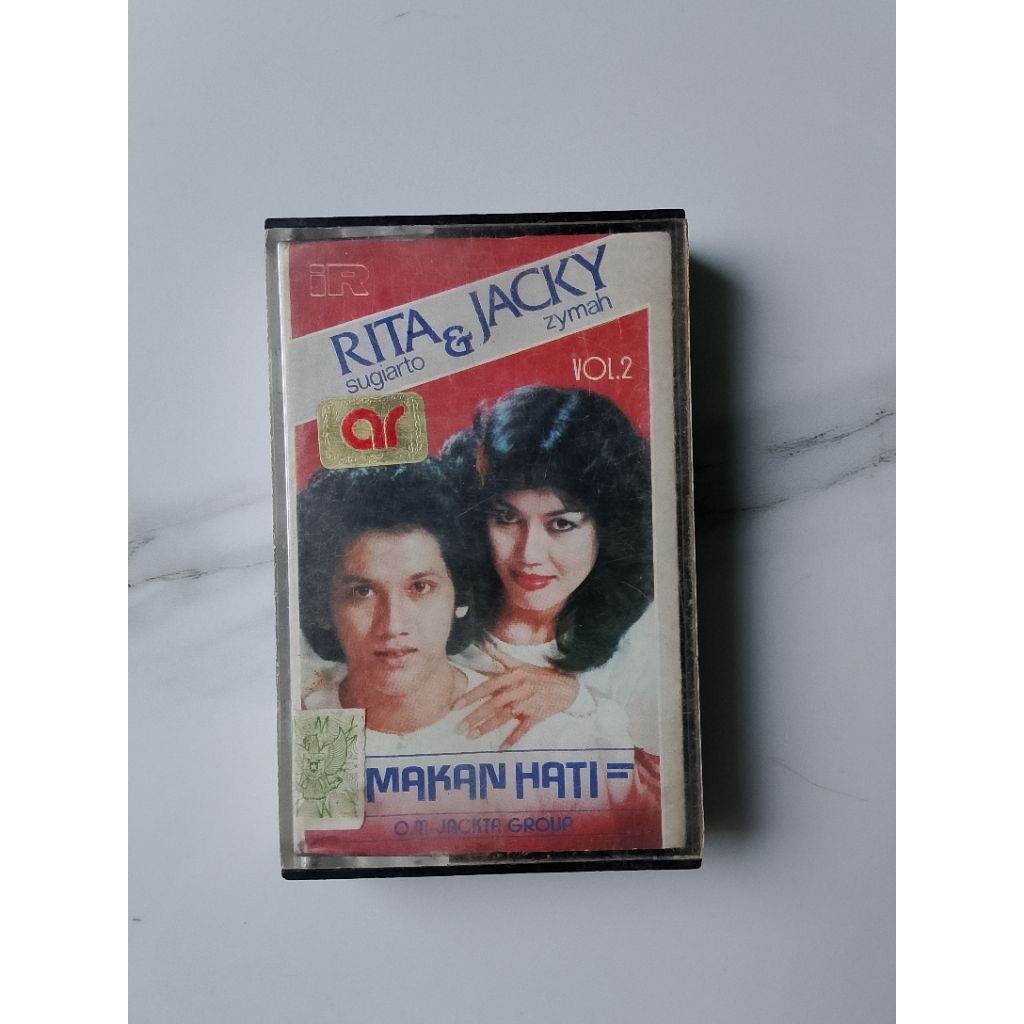 iR
RITA & JACKY
sugiarto zymah
VOL.2
ar
MAKAN HATI
O.M. JACKTA GROUP